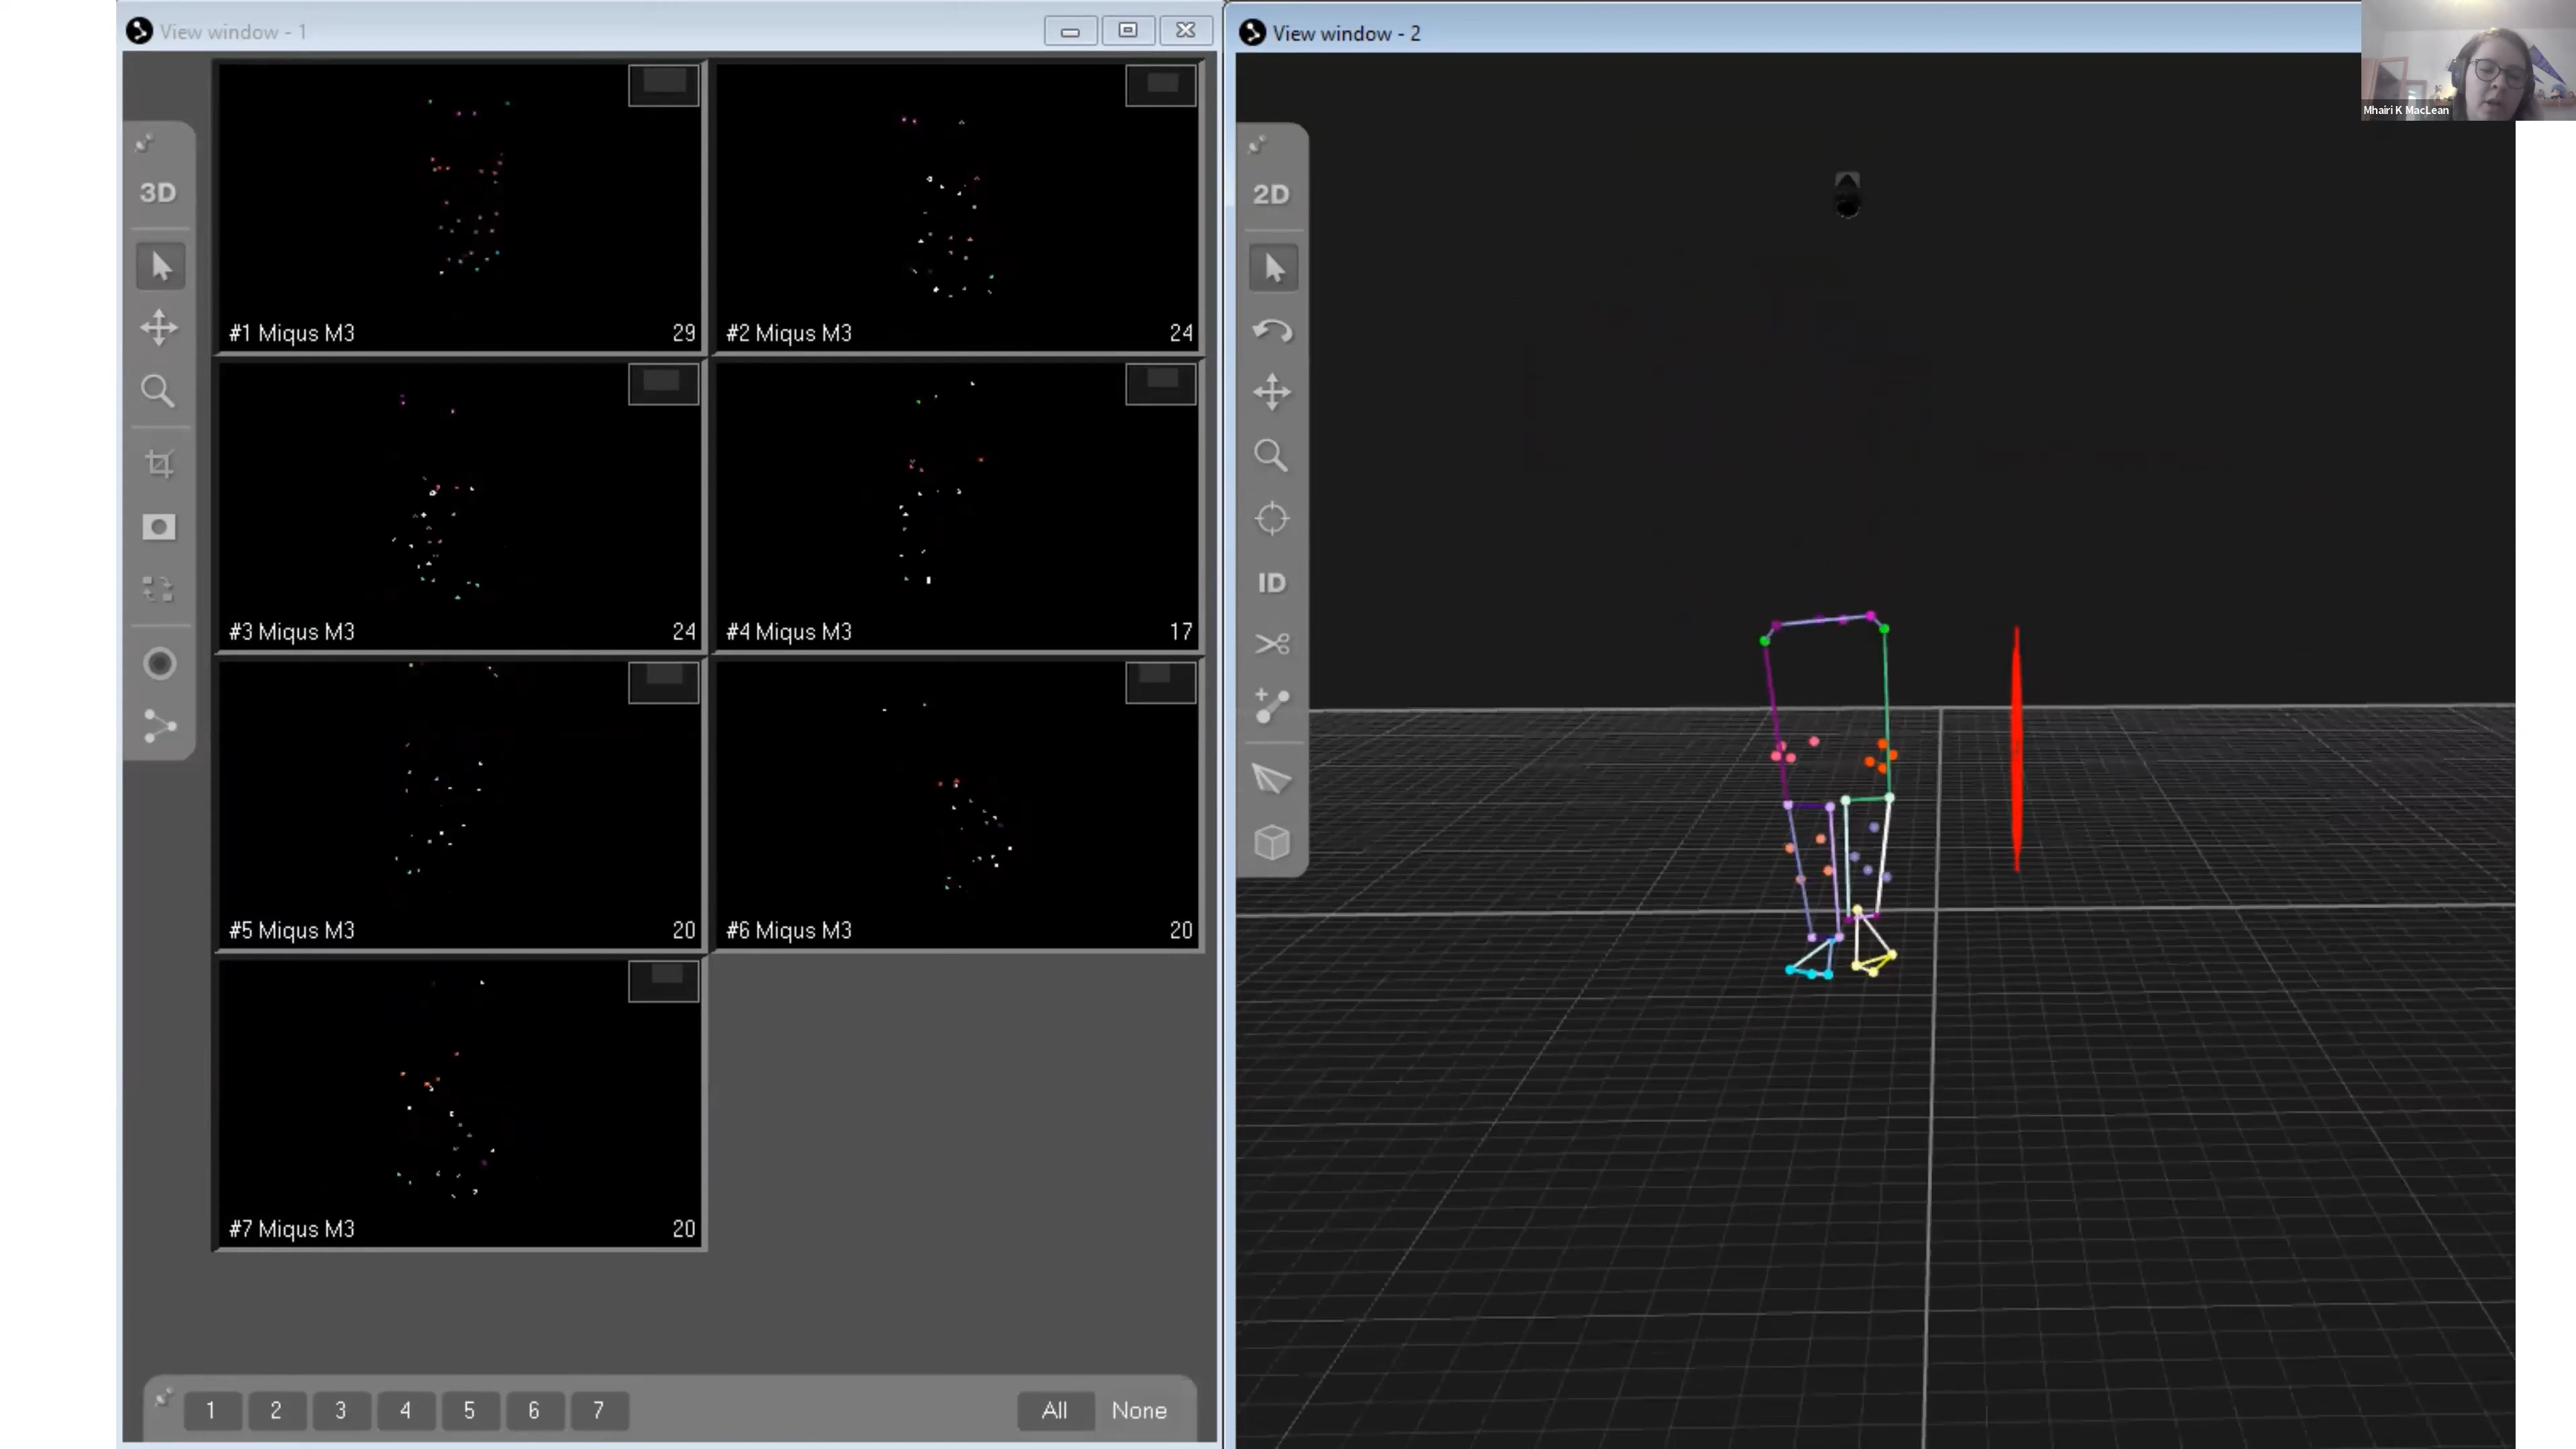 View window - 1
3D
#1 Miqus M3
29
#2 Miqus M3
24
#3 Miqus M3
24
#4 Miqus M3
17
#5 Miqus M3
20
#6 Miqus M3
20
#7 Miqus M3
20
1 2 3 4 5 6 7 All None
View window - 2
2D
ID
Mhairi K MacLean